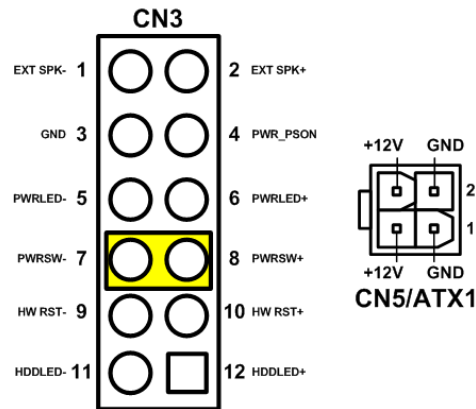 CN3
EXT SPK- 1 2 EXT SPK+
GND 3 4 PWR_PSON
PWRLED- 5 6 PWRLED+
PWRSW- 7 8 PWRSW+
HW RST- 9 10 HW RST+
HDDLED- 11 12 HDDLED+
+12V GND
2
1
+12V GND
CN5/ATX1